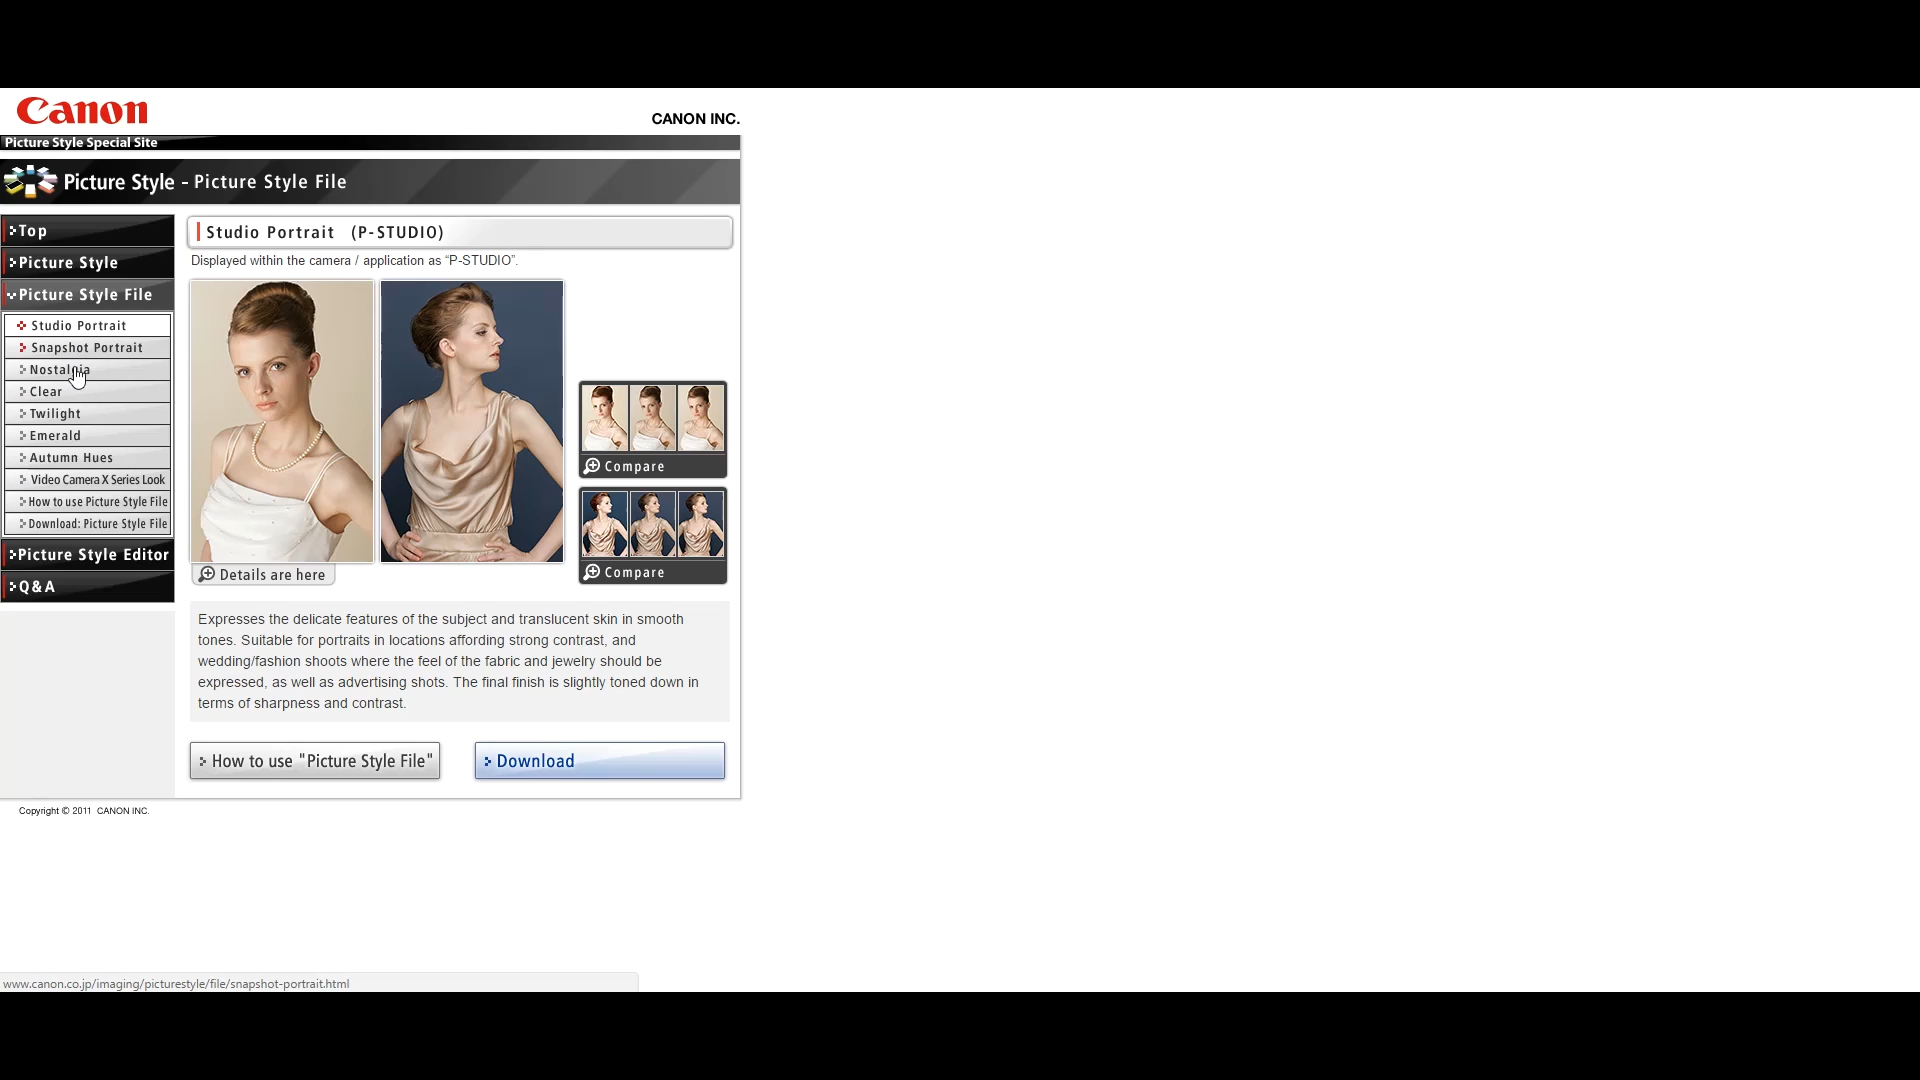 Canon
CANON INC.
Picture Style Special Site
Picture Style - Picture Style File
Top
Picture Style
Picture Style File
Studio Portrait
Snapshot Portrait
Nostalgia
Clear
Twilight
Emerald
Autumn Hues
Video Camera X Series Look
How to use Picture Style File
Download: Picture Style File
Picture Style Editor
Q&A
Studio Portrait (P-STUDIO)
Displayed within the camera / application as “P-STUDIO”.
Compare
Compare
Details are here
Expresses the delicate features of the subject and translucent skin in smooth
tones. Suitable for portraits in locations affording strong contrast, and
wedding/fashion shoots where the feel of the fabric and jewelry should be
expressed, as well as advertising shots. The final finish is slightly toned down in
terms of sharpness and contrast.
How to use "Picture Style File"
Download
Copyright © 2011 CANON INC.
www.canon.co.jp/imaging/picturestyle/file/snapshot-portrait.html